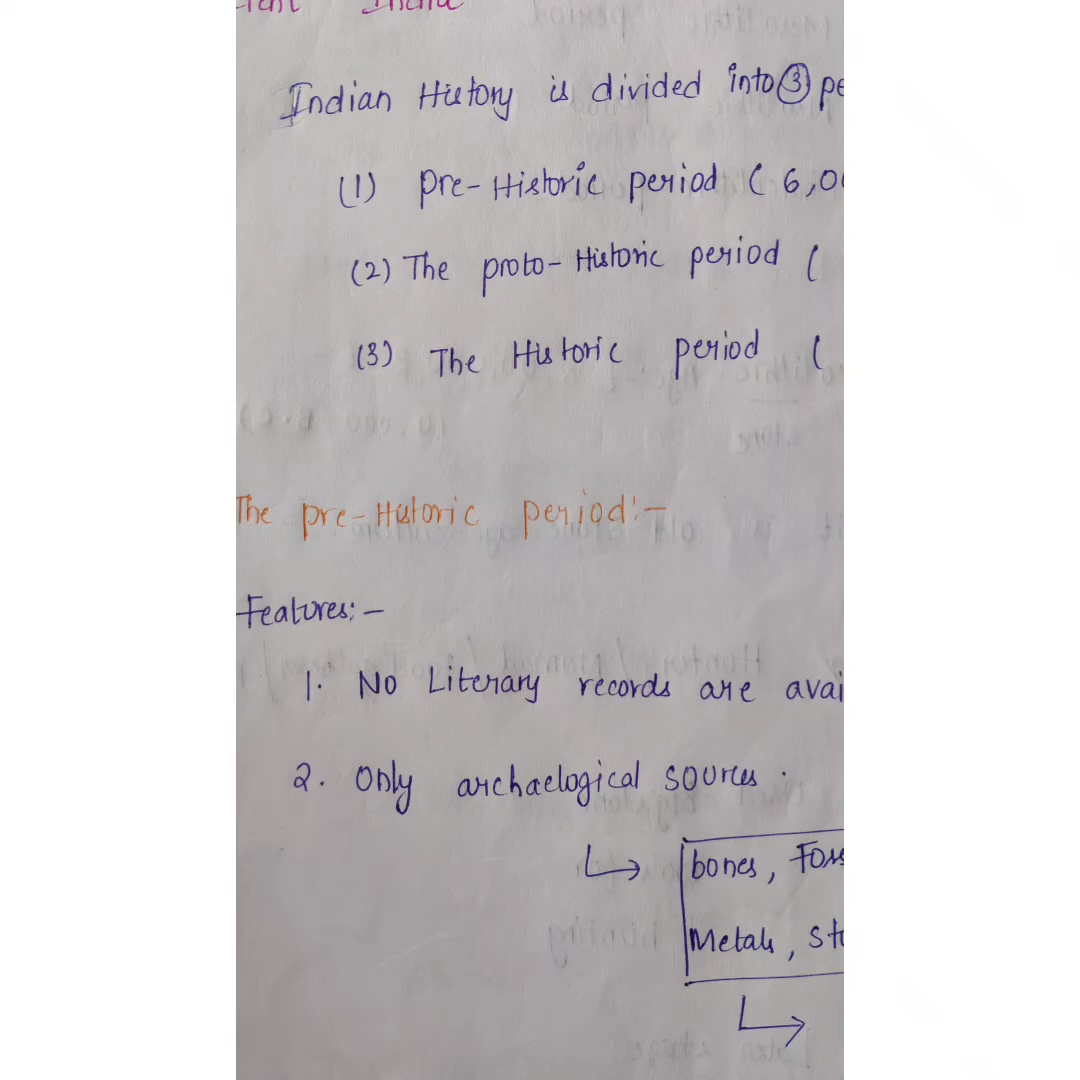 India
Indian History is divided into ③ pe
(1) Pre-Historic period ( 6,0
(2) The proto-Historic period (
(3) The Historic period (
The pre-Historic period:-
Features:-
1. No Literary records are avai
2. Only archaelogical sources.
↳ bones, Foss
Metals, St
↳